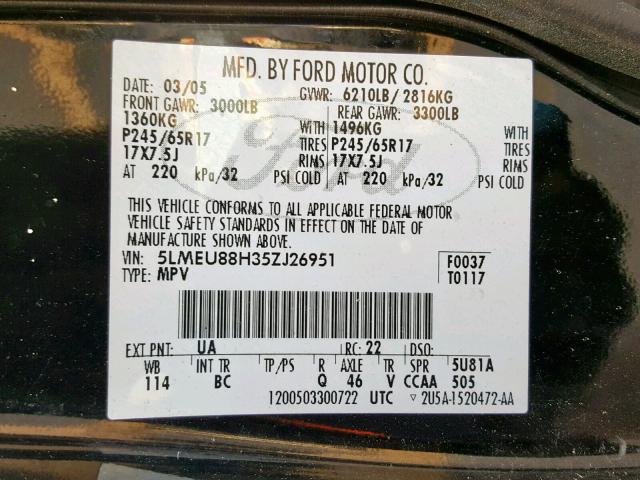 MFD. BY FORD MOTOR CO.
DATE: 03/05 GVWR: 6210LB/ 2816KG
FRONT GAWR: 3000LB REAR GAWR: 3300LB
1360KG WITH 1496KG WITH
P245/65R17 TIRES P245/65R17 TIRES
17X7.5J RIMS 17X7.5J RIMS
AT 220 kPa/32 PSI COLD AT 220 kPa/32 PSI COLD
Ford
THIS VEHICLE CONFORMS TO ALL APPLICABLE FEDERAL MOTOR
VEHICLE SAFETY STANDARDS IN EFFECT ON THE DATE OF
MANUFACTURE SHOWN ABOVE.
VIN: 5LMEU88H35ZJ26951 F0037
TYPE: MPV T0117
EXT PNT: UA RC: 22 DSO:
WB INT TR TP/PS R AXLE TR SPR 5U81A
114 BC Q 46 V CCAA 505
1200503300722 UTC ▽ 2U5A-1520472-AA